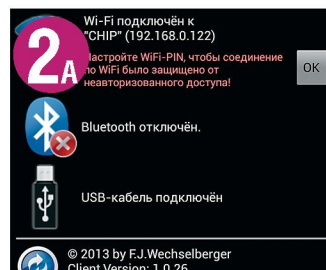 Wi-Fi подключён к
"CHIP" (192.168.0.122)
2A
Настройте WiFi-PIN, чтобы соединение
по WiFi было защищено от
неавторизованного доступа!
OK
Bluetooth отключён.
USB-кабель подключён
© 2013 by F.J.Wechselberger
Client Version: 1.0.26